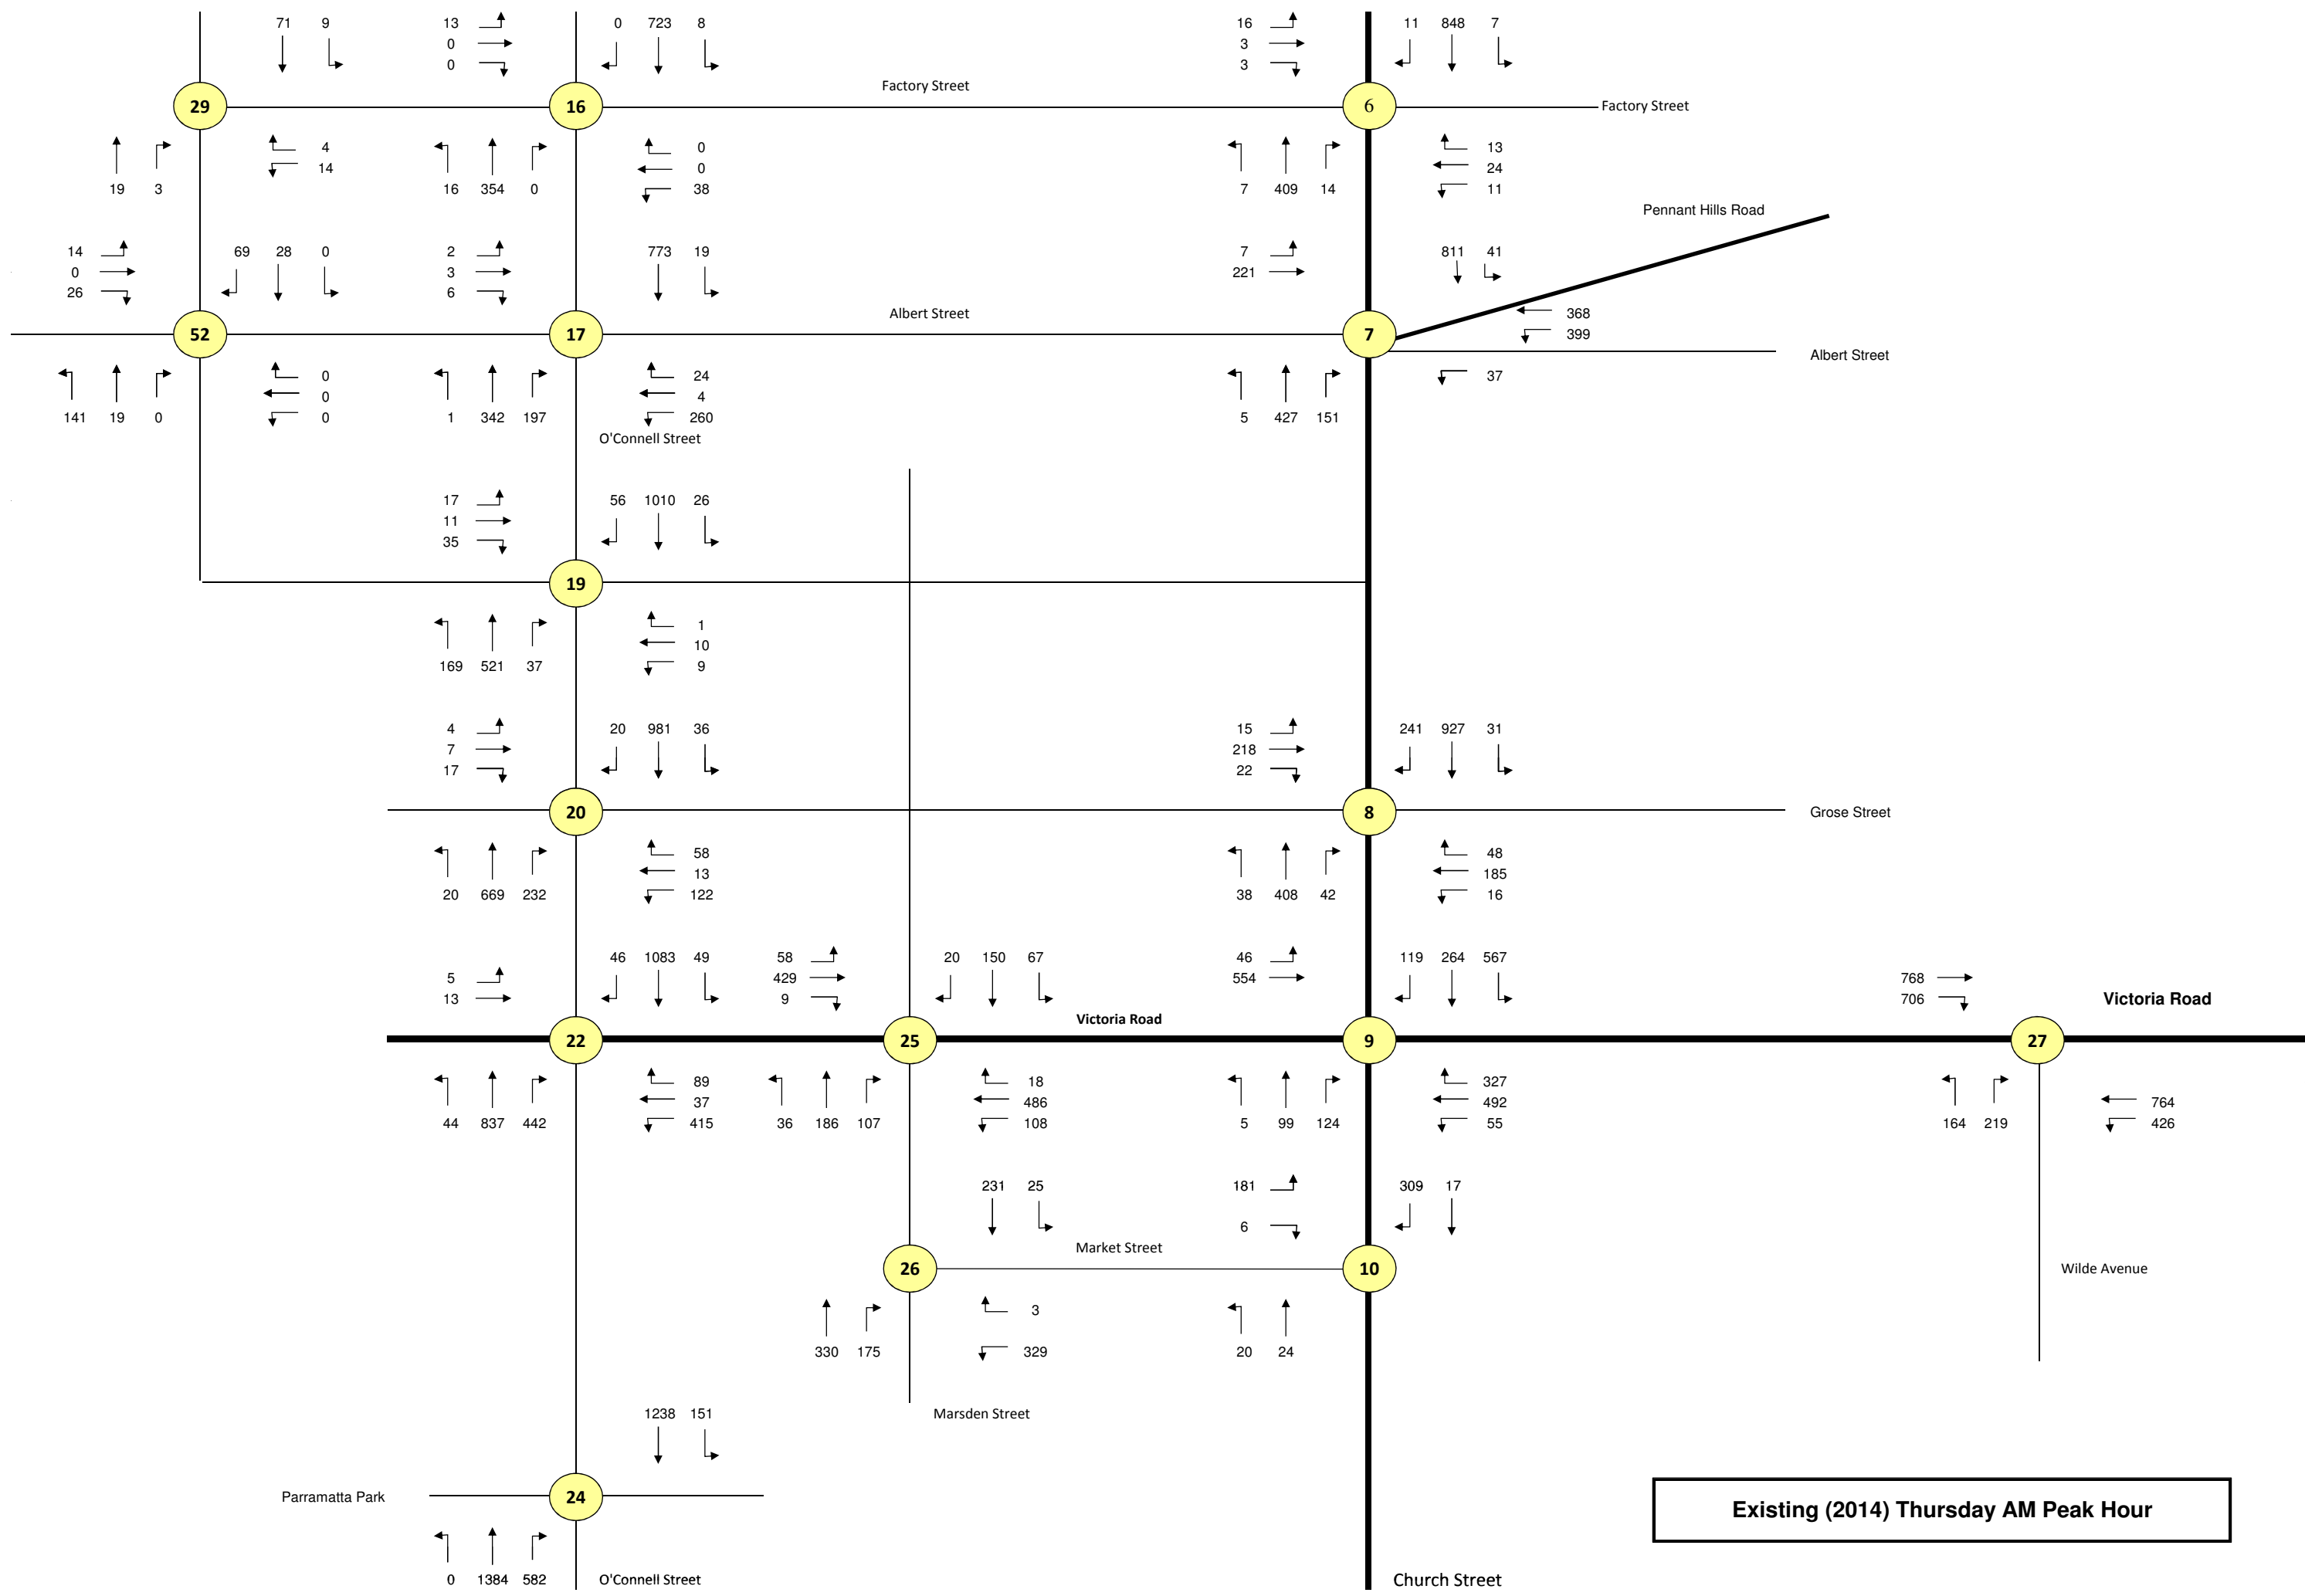 71 9 13 0 723 8 16 11 848 7
0 3
0 3
Factory Street
29 16 6 Factory Street
4 0 13
14 0 24
19 3 16 354 0 38 7 409 14 11
Pennant Hills Road
14 69 28 0 2 773 19 7 811 41
0 3 221
26 6
Albert Street 368
52 17 7 399
Albert Street
0 24 37
0 4
141 19 0 0 1 342 197 260 5 427 151
O'Connell Street
17 56 1010 26
11
35
19
1
10
169 521 37 9
4 20 981 36 15 241 927 31
7 218
17 22
20 8 Grose Street
58 48
13 185
20 669 232 122 38 408 42 16
46 1083 49 58 20 150 67 46 119 264 567
5 429 554 768
13 9 706 Victoria Road
Victoria Road
22 25 9 27
89 18 327
37 486 492 764
44 837 442 415 36 186 107 108 5 99 124 55 164 219 426
231 25 181 309 17
6
Market Street
26 10 Wilde Avenue
3
330 175 329 20 24
1238 151 Marsden Street
Parramatta Park 24
Existing (2014) Thursday AM Peak Hour
0 1384 582 O'Connell Street Church Street